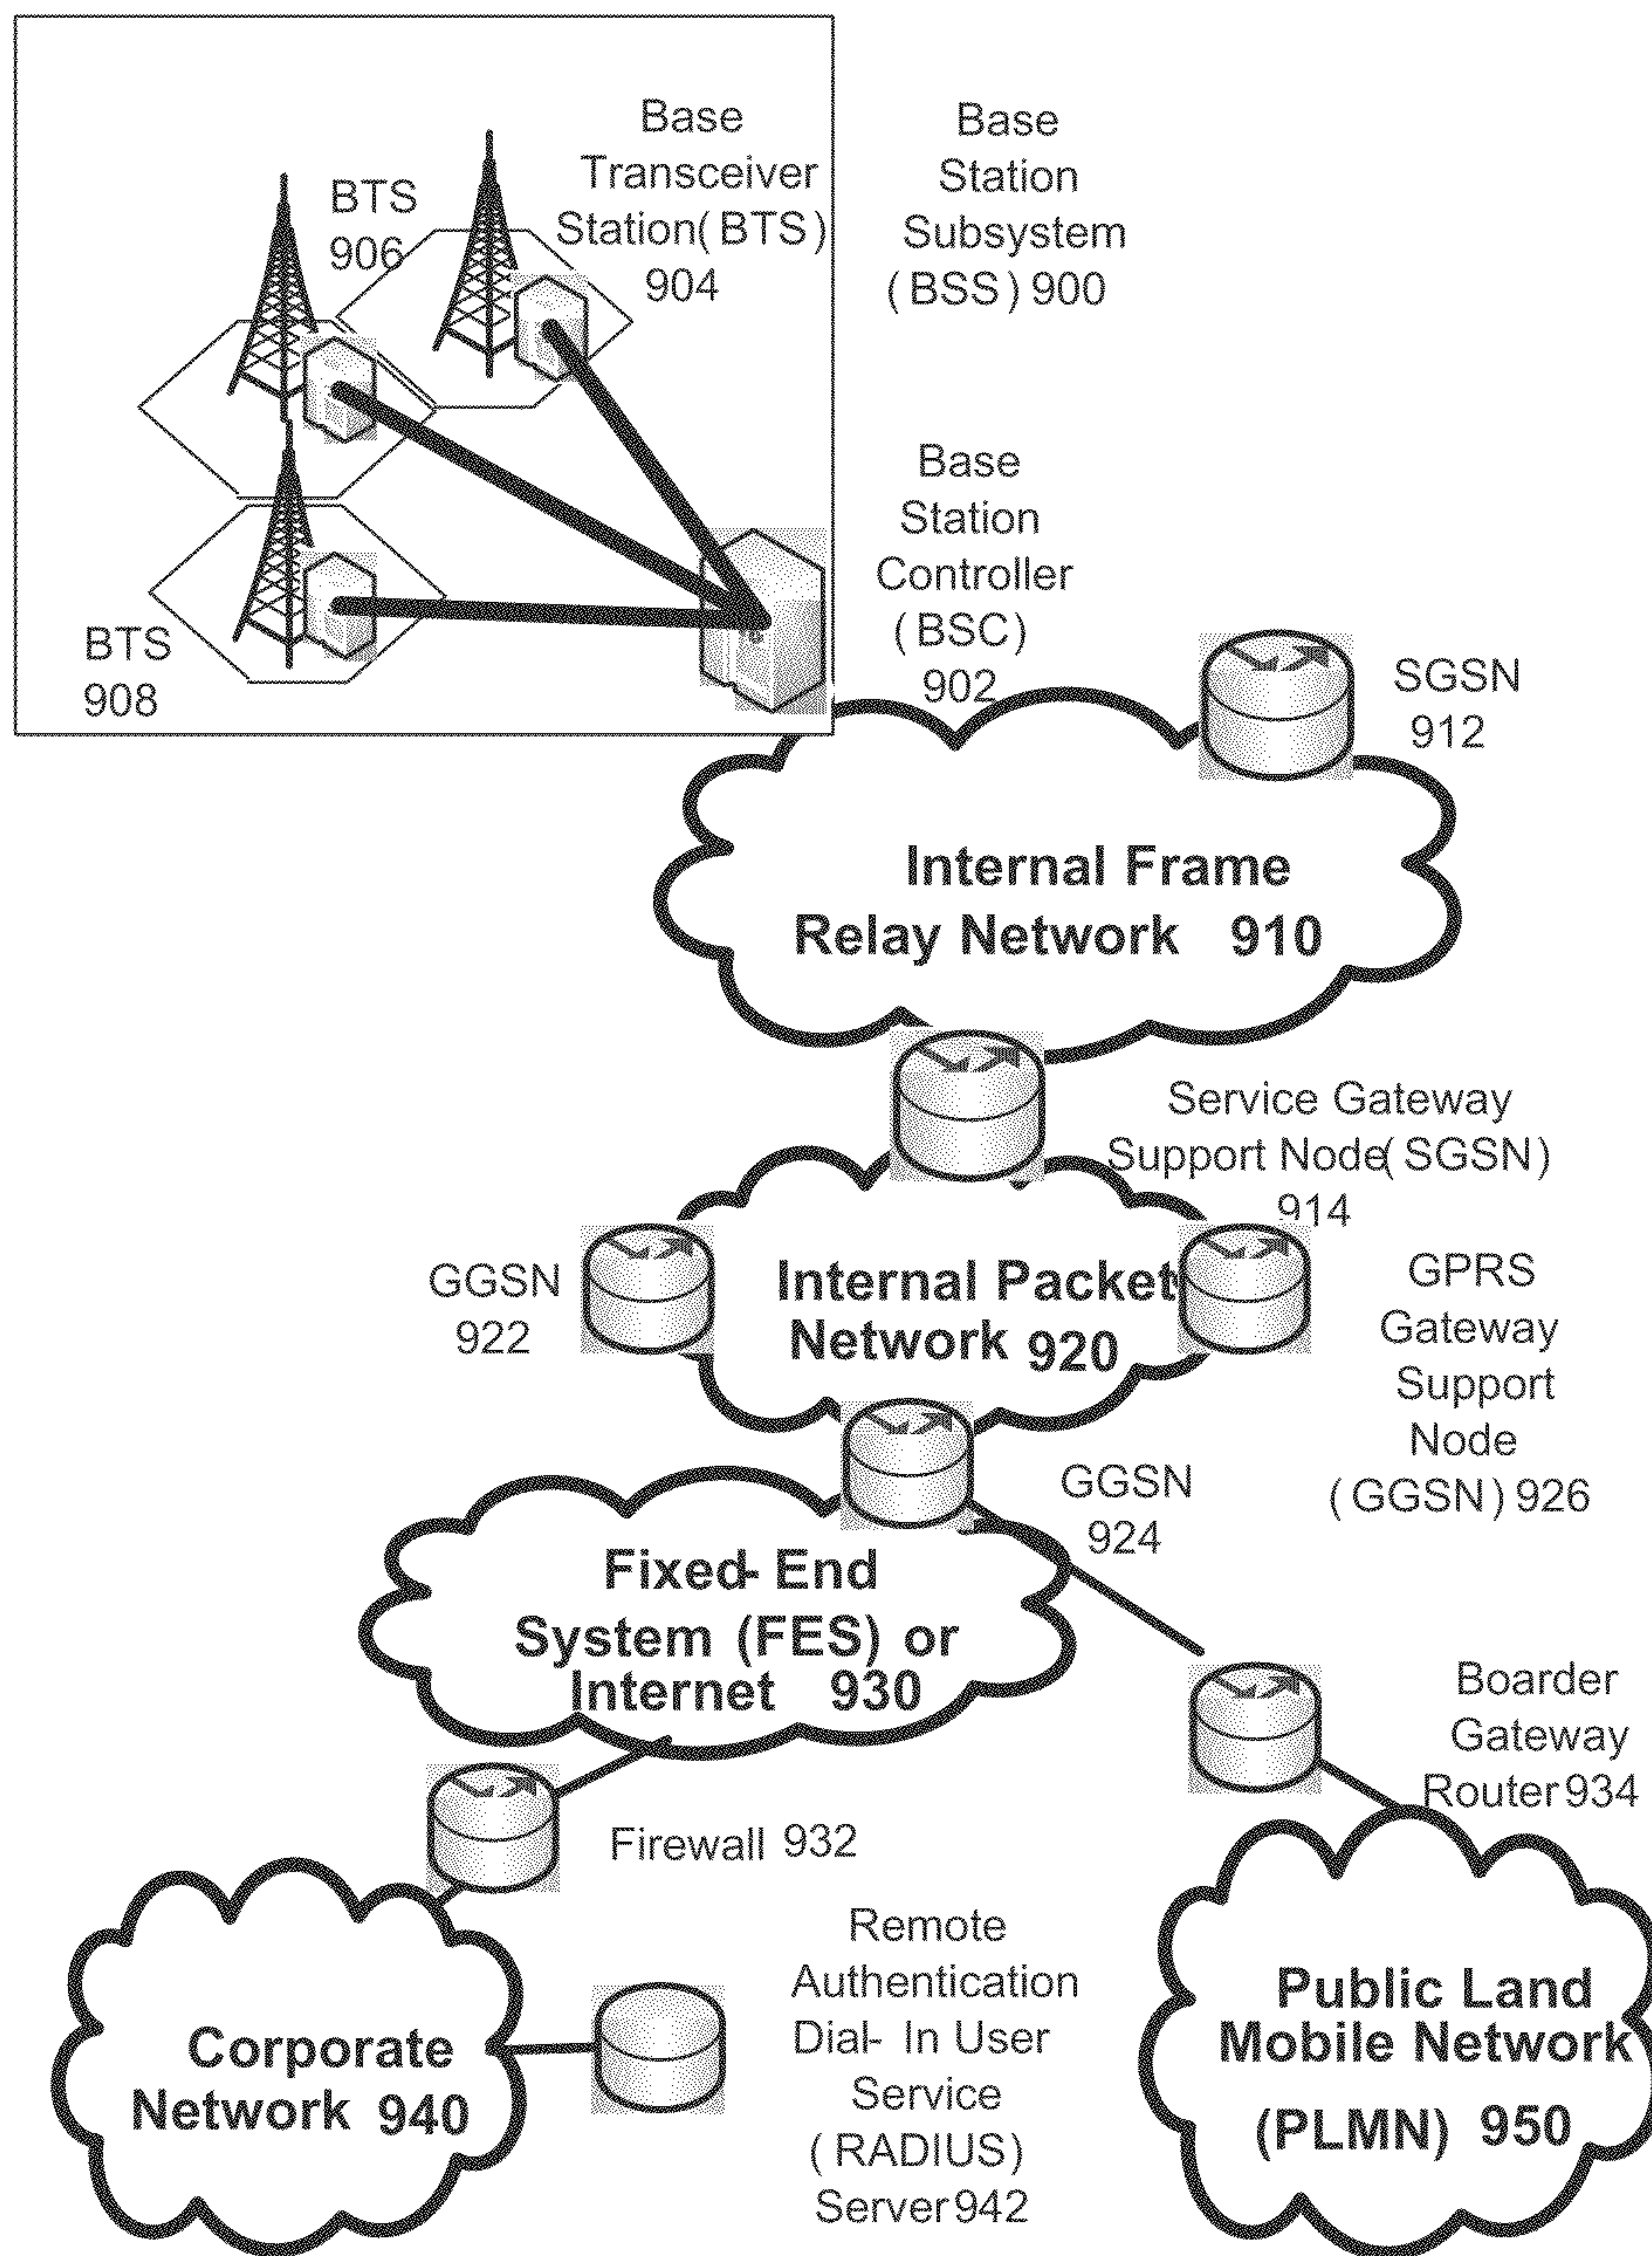 Base
Transceiver
Station(BTS)
904
BTS
906
BTS
908
Base
Station
Subsystem
(BSS) 900
Base
Station
Controller
(BSC)
902
SGSN
912
Internal Frame
Relay Network 910
Service Gateway
Support Node(SGSN)
914
GGSN
922
Internal Packet
Network 920
GPRS
Gateway
Support
Node
(GGSN) 926
GGSN
924
Fixed- End
System (FES) or
Internet 930
Boarder
Gateway
Router 934
Firewall 932
Remote
Authentication
Dial- In User
Service
(RADIUS)
Server 942
Corporate
Network 940
Public Land
Mobile Network
(PLMN) 950